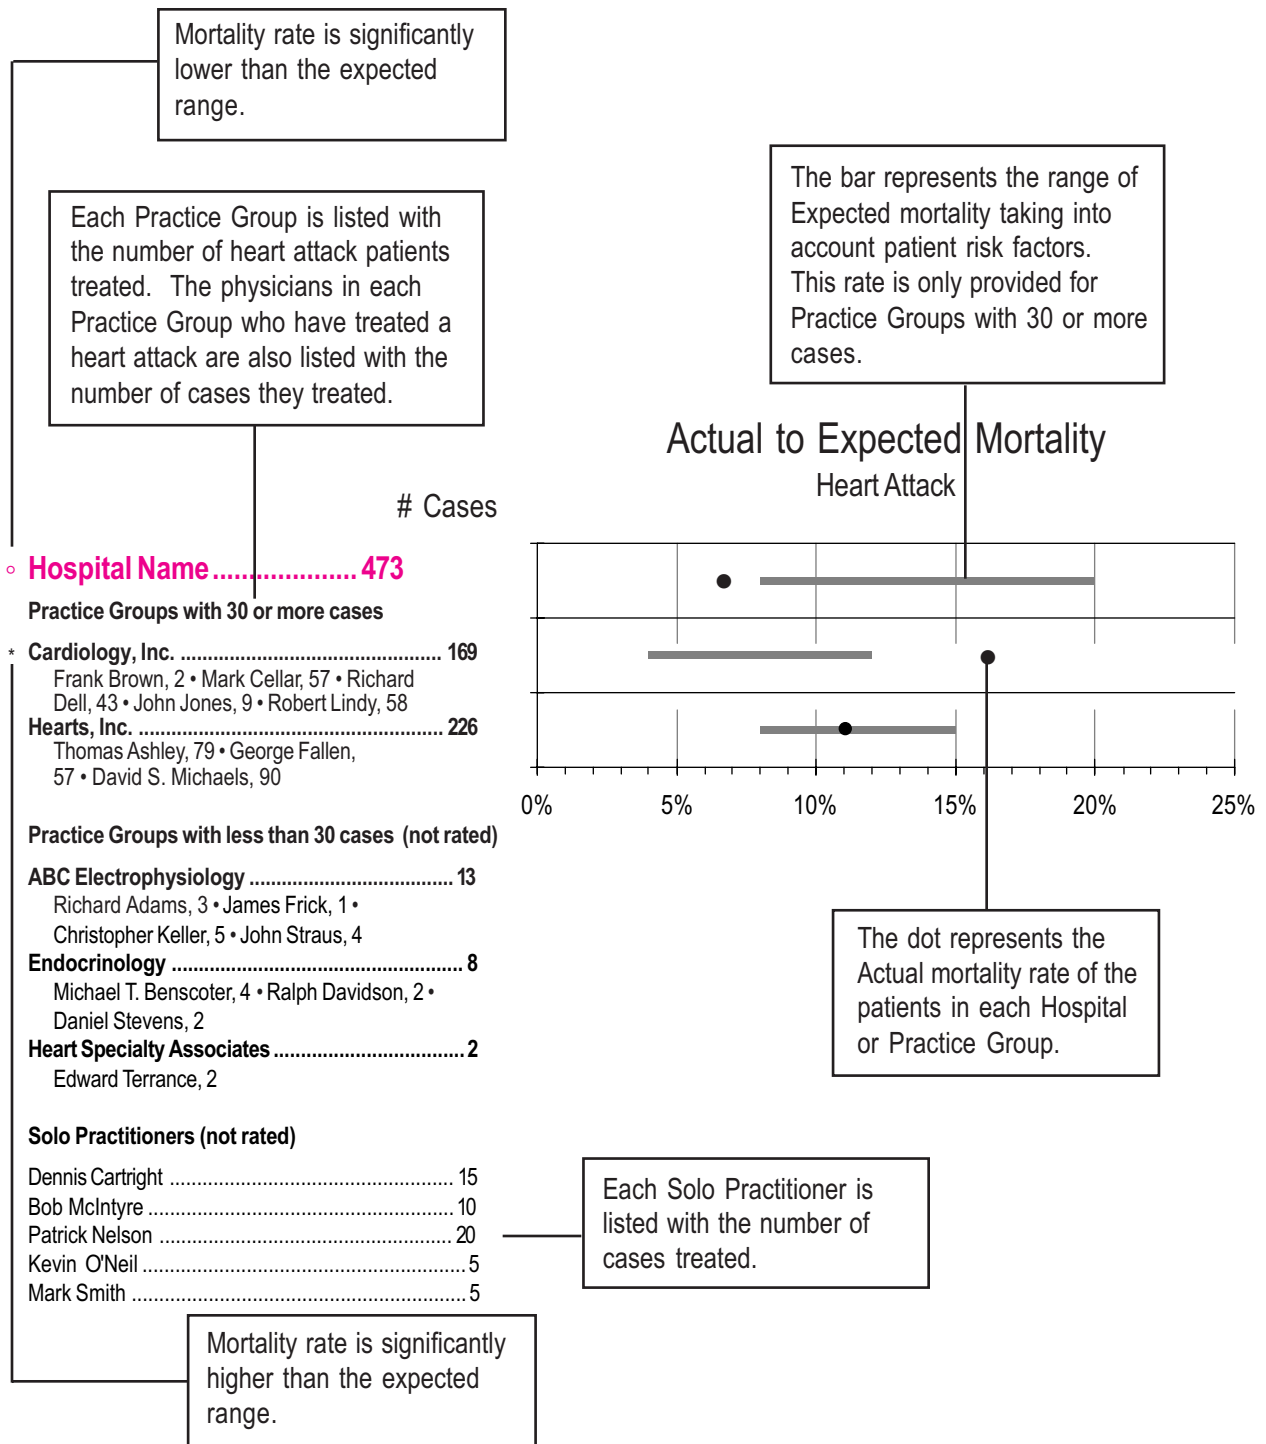 Mortality rate is significantly
lower than the expected
range.
Each Practice Group is listed with
the number of heart attack patients
treated.  The physicians in each
Practice Group who have treated a
heart attack are also listed with the
number of cases they treated.
The bar represents the range of
Expected mortality taking into
account patient risk factors.
This rate is only provided for
Practice Groups with 30 or more
cases.
Actual to Expected Mortality
Heart Attack
# Cases
° Hospital Name .................... 473
Practice Groups with 30 or more cases
* Cardiology, Inc. ............................................... 169
Frank Brown, 2 • Mark Cellar, 57 • Richard
Dell, 43 • John Jones, 9 • Robert Lindy, 58
Hearts, Inc. ....................................................... 226
Thomas Ashley, 79 • George Fallen,
57 • David S. Michaels, 90
0% 5% 10% 15% 20% 25%
Practice Groups with less than 30 cases  (not rated)
ABC Electrophysiology ..................................... 13
Richard Adams, 3 • James Frick, 1 •
Christopher Keller, 5 • John Straus, 4
Endocrinology ..................................................... 8
Michael T. Benscoter, 4 • Ralph Davidson, 2 •
Daniel Stevens, 2
Heart Specialty Associates ................................... 2
Edward Terrance, 2
The dot represents the
Actual mortality rate of the
patients in each Hospital
or Practice Group.
Solo Practitioners (not rated)
Dennis Cartright .................................................... 15
Bob McIntyre ........................................................ 10
Patrick Nelson ..................................................... 20
Kevin  O'Neil ........................................................... 5
Mark Smith ............................................................. 5
Each Solo Practitioner is
listed with the number of
cases treated.
Mortality rate is significantly
higher than the expected
range.